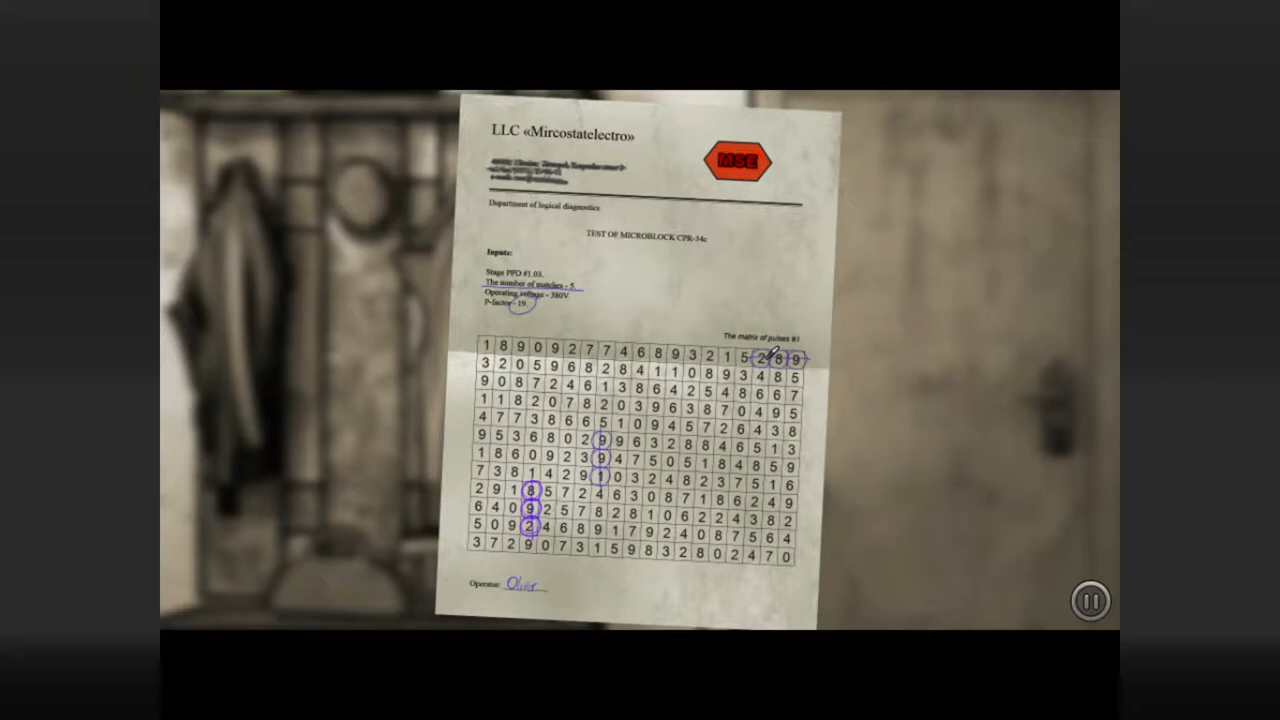 LLC «Mircostatelectro»
MSE
Department of logical diagnostics
TEST OF MICROBLOCK CPR-34c
Inputs:
Stage PPD #1.03.
The number of matches - 5.
Operating voltage - 380V.
P-factor - 19.
The matrix of pulses #1
1 8 9 0 9 2 7 7 4 6 8 9 3 2 1 5 2 8 9
3 2 0 5 9 6 8 2 8 4 1 1 0 8 9 3 4 8 5
9 0 8 7 2 4 6 1 3 8 6 4 2 5 4 8 6 6 7
1 1 8 2 0 7 8 2 0 3 9 6 3 8 7 0 4 9 5
4 7 7 3 8 6 6 5 1 0 9 4 5 7 2 6 4 3 8
9 5 3 6 8 0 2 9 9 6 3 2 8 8 4 6 5 1 3
1 8 6 0 9 2 3 9 4 7 5 0 5 1 8 4 8 5 9
7 3 8 1 4 2 9 1 0 3 2 4 8 2 3 7 5 1 6
2 9 1 8 5 7 2 4 6 3 0 8 7 1 8 6 2 4 9
6 4 0 9 2 5 7 8 2 8 1 0 6 2 2 4 3 8 2
5 0 9 2 4 6 8 9 1 7 9 2 4 0 8 7 5 6 4
3 7 2 9 0 7 3 1 5 9 8 3 2 8 0 2 4 7 0
Operator: Oliver